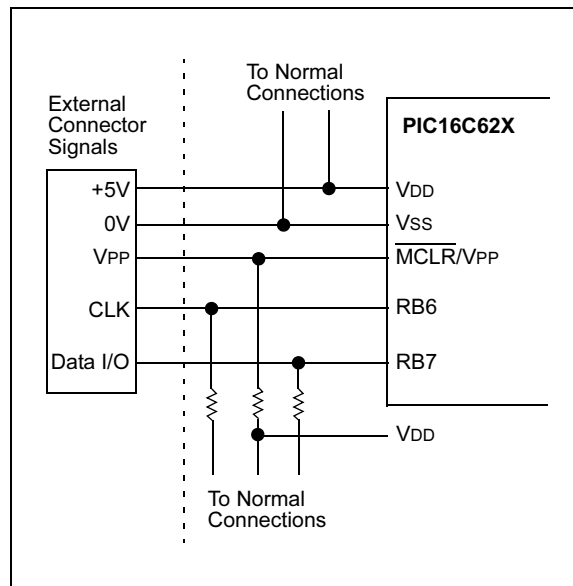 To Normal
Connections
External
Connector
Signals
PIC16C62X
+5V
0V
VPP
CLK
Data I/O
VDD
VSS
MCLR/VPP
RB6
RB7
VDD
To Normal
Connections